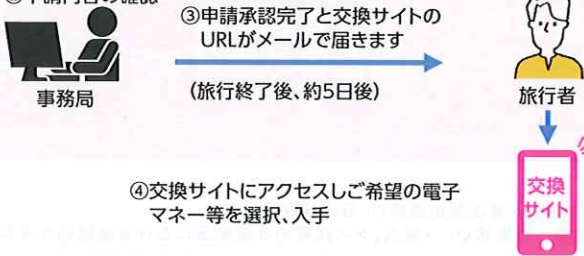 ③申請承認完了と交換サイトの
URLがメールで届きます
事務局
(旅行終了後、約5日後)
旅行者
④交換サイトにアクセスしご希望の電子
マネー等を選択、入手
交換
サイト